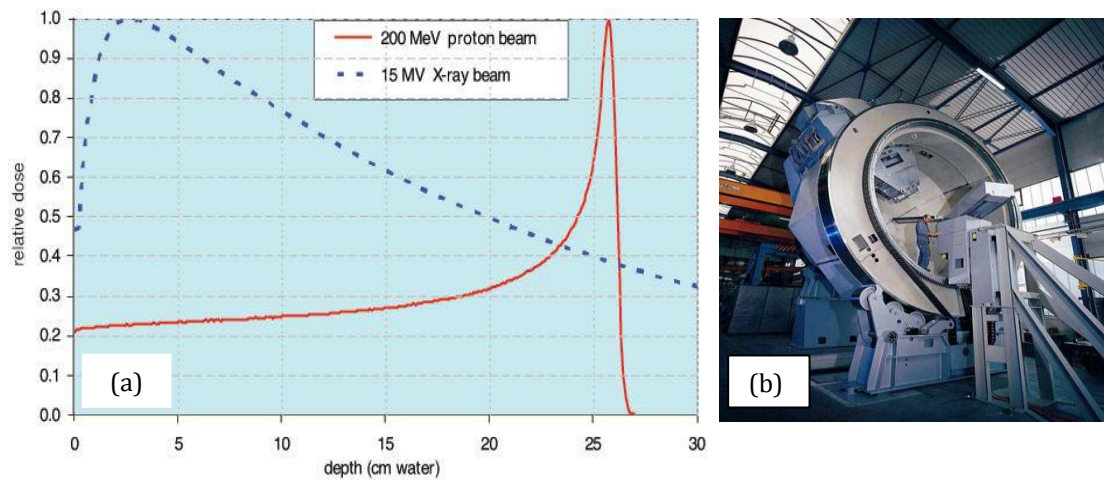 1.0
0.9
0.8
0.7
0.6
0.5
0.4
0.3
0.2
0.1
0.0
relative dose
200 MeV proton beam
15 MV X-ray beam
(a)
0 5 10 15 20 25 30
depth (cm water)
(b)